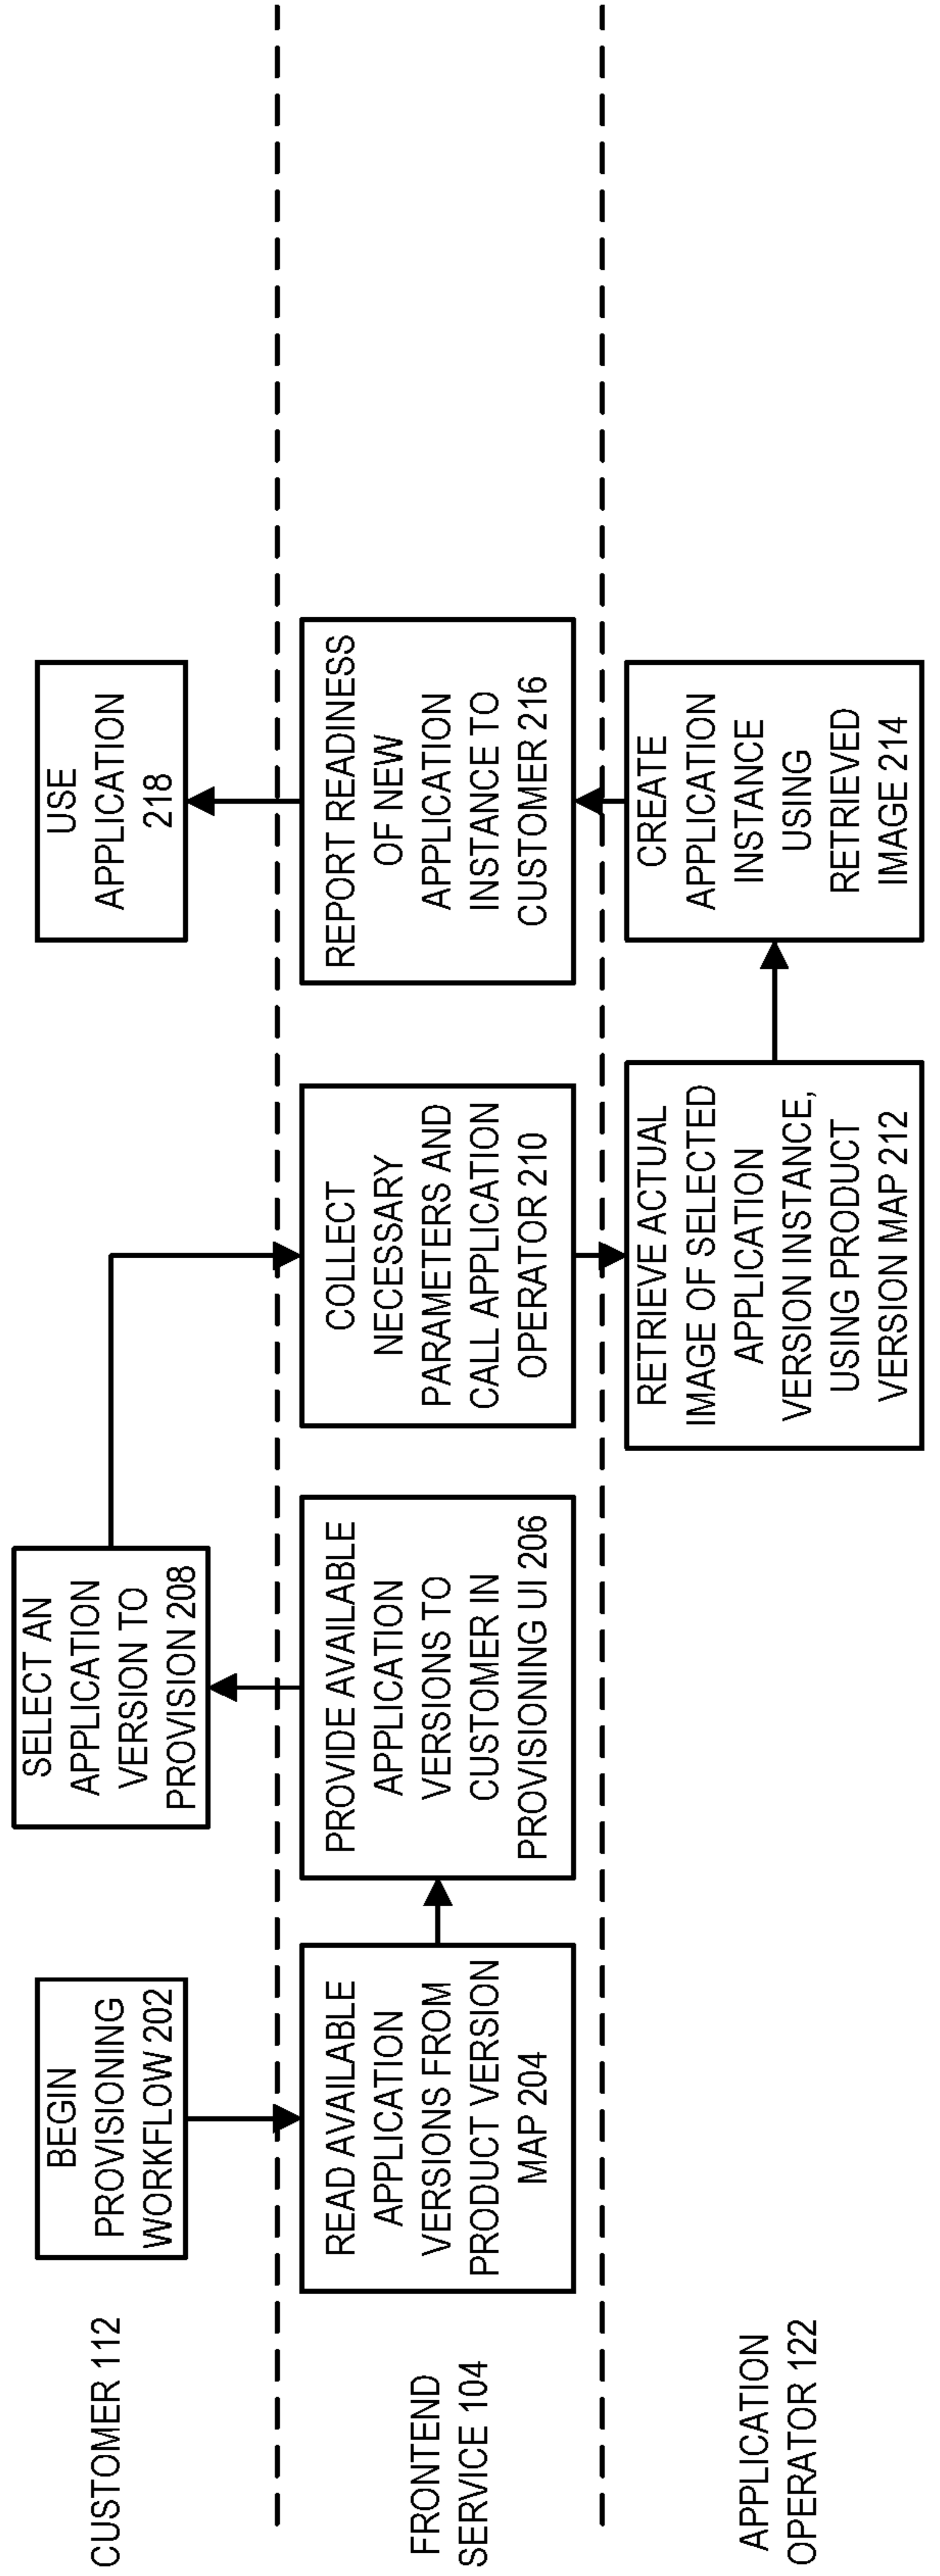 CUSTOMER 112
BEGIN
PROVISIONING
WORKFLOW 202
SELECT AN
APPLICATION
VERSION TO
PROVISION 208
USE
APPLICATION
218
FRONTEND
SERVICE 104
READ AVAILABLE
APPLICATION
VERSIONS FROM
PRODUCT VERSION
MAP 204
PROVIDE AVAILABLE
APPLICATION
VERSIONS TO
CUSTOMER IN
PROVISIONING UI 206
COLLECT
NECESSARY
PARAMETERS AND
CALL APPLICATION
OPERATOR 210
REPORT READINESS
OF NEW
APPLICATION
INSTANCE TO
CUSTOMER 216
APPLICATION
OPERATOR 122
RETRIEVE ACTUAL
IMAGE OF SELECTED
APPLICATION
VERSION INSTANCE,
USING PRODUCT
VERSION MAP 212
CREATE
APPLICATION
INSTANCE
USING
RETRIEVED
IMAGE 214